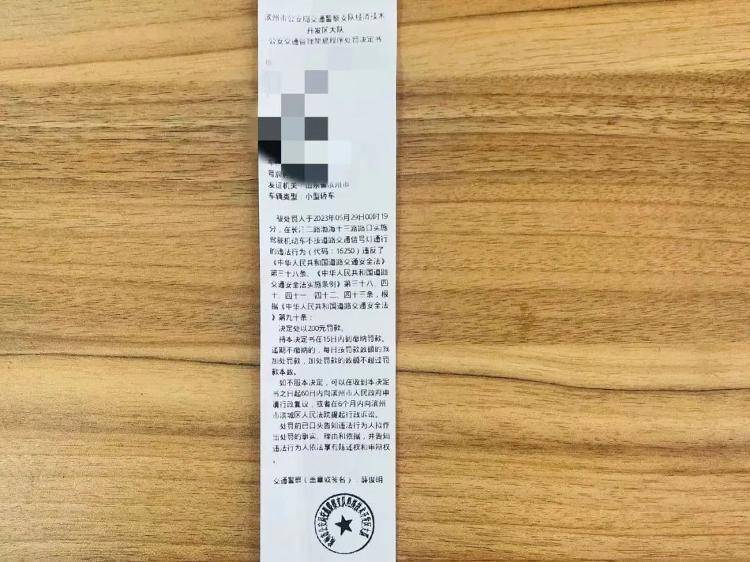 滨州市公安局交通警察支队经济技术
开发区大队
公安交通管理简易程序处罚决定书
发证机关：山东省滨州市
车辆类型：小型轿车
被处罚人于2023年05月29日00时19
分，在长江二路渤海十三路路口实施
驾驶机动车不按道路交通信号灯通行
的违法行为（代码：16250）违反了
《中华人民共和国道路交通安全法》
第三十八条、《中华人民共和国道路
交通安全法实施条例》第三十八、四
十、四十一、四十二、四十三条，根
据《中华人民共和国道路交通安全法
》第九十条：
决定处以200元罚款。
持本决定书在15日内到缴纳罚款。
逾期不缴纳的，每日按罚款数额的3%
加处罚款，加处罚款的数额不超过罚
款本数。
如不服本决定，可以在收到本决定
书之日起60日内向滨州市人民政府申
请行政复议，或者在6个月内向滨州
市滨城区人民法院提起行政诉讼。
处罚前已口头告知违法行为人拟作
出处罚的事实、理由和依据，并告知
违法行为人依法享有陈述权和申辩权
。
交通警察（盖章或签名）